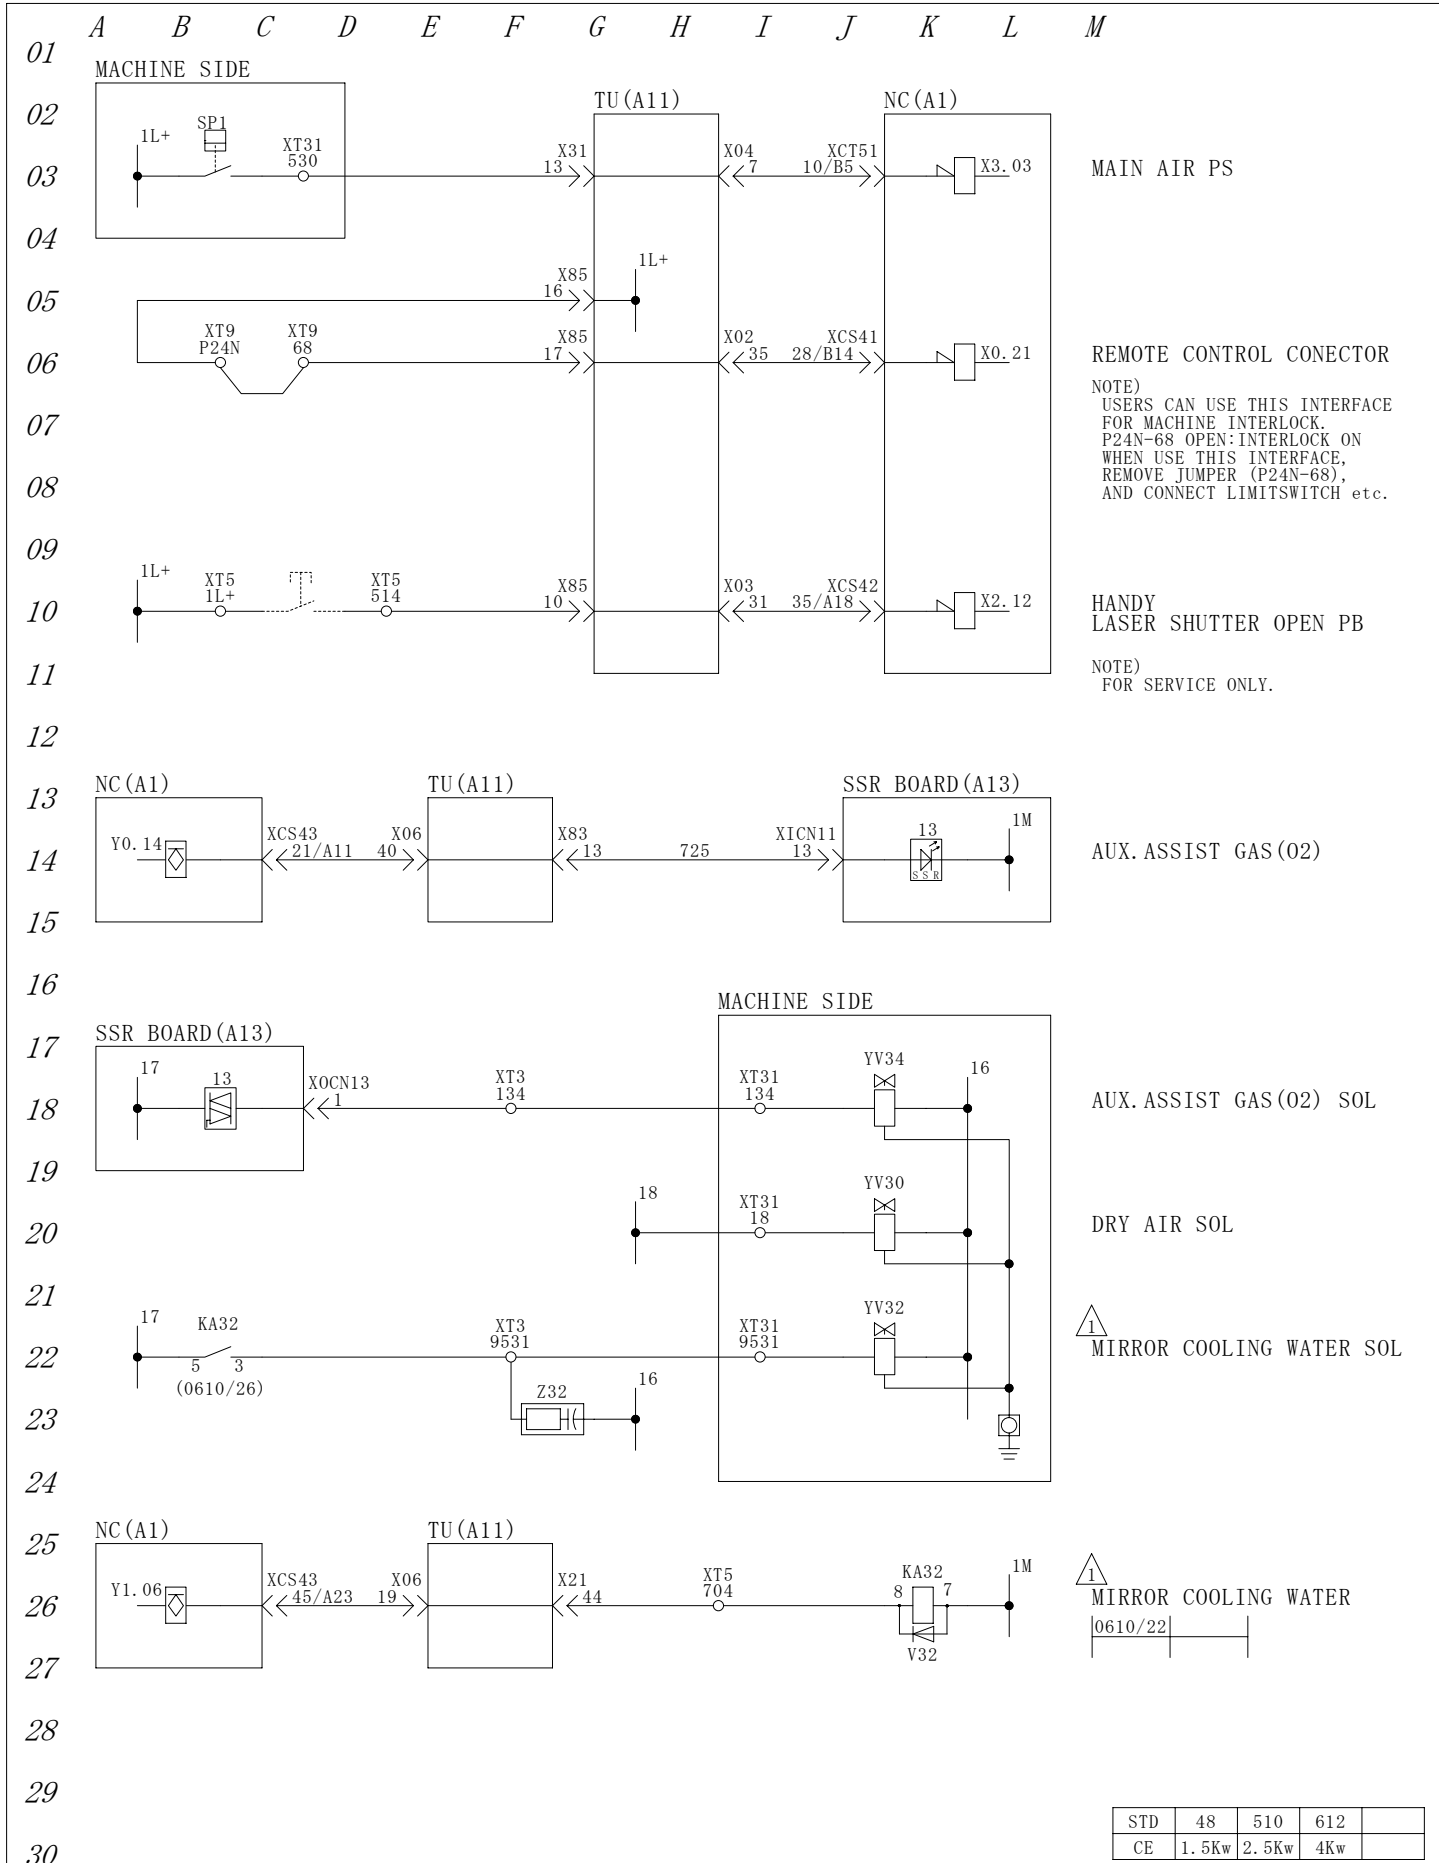 A B C D E F G H I J K L M
01
MACHINE SIDE
02
TU(A11)
NC(A1)
1L+
SP1
XT31
530
X31
13
X04
7
XCT51
10/B5
X3.03
03
MAIN AIR PS
04
1L+
X85
16
05
XT9
P24N
XT9
68
X85
17
X02
35
XCS41
28/B14
X0.21
06
REMOTE CONTROL CONECTOR
NOTE)
USERS CAN USE THIS INTERFACE
FOR MACHINE INTERLOCK.
P24N-68 OPEN:INTERLOCK ON
WHEN USE THIS INTERFACE,
REMOVE JUMPER (P24N-68),
AND CONNECT LIMITSWITCH etc.
07
08
09
1L+
XT5
1L+
XT5
514
X85
10
X03
31
XCS42
35/A18
X2.12
10
HANDY
LASER SHUTTER OPEN PB
NOTE)
FOR SERVICE ONLY.
11
12
13
NC(A1)
TU(A11)
SSR BOARD(A13)
Y0.14
XCS43
21/A11
X06
40
X83
13
725
XICN11
13
13
SSR
1M
14
AUX.ASSIST GAS(O2)
15
16
MACHINE SIDE
17
SSR BOARD(A13)
17
13
XOCN13
1
XT3
134
XT31
134
YV34
16
18
AUX.ASSIST GAS(O2) SOL
19
18
XT31
18
YV30
20
DRY AIR SOL
21
17
KA32
5 3
(0610/26)
XT3
9531
XT31
9531
YV32
22
1
MIRROR COOLING WATER SOL
Z32
16
23
24
25
NC(A1)
TU(A11)
Y1.06
XCS43
45/A23
X06
19
X21
44
XT5
704
KA32
8 7
V32
1M
26
1
MIRROR COOLING WATER
0610/22
27
28
29
30
STD 48 510 612
CE 1.5Kw 2.5Kw 4Kw